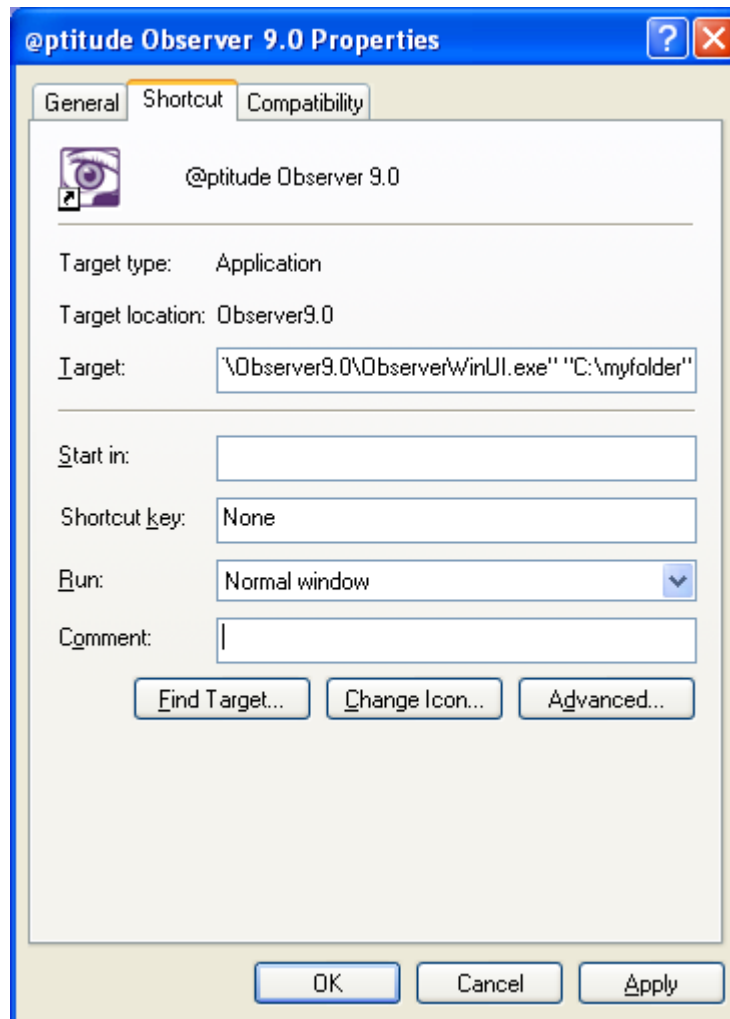 @ptitude Observer 9.0 Properties
General Shortcut Compatibility
@ptitude Observer 9.0
Target type: Application
Target location: Observer9.0
Target: \Observer9.0\ObserverWinUI.exe" "C:\myfolder"
Start in:
Shortcut key: None
Run: Normal window
Comment:
Find Target... Change Icon... Advanced...
OK Cancel Apply